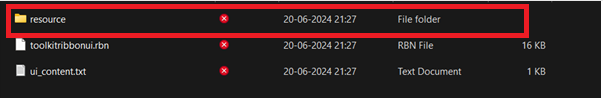 resource 20-06-2024 21:27 File folder
toolkitribbonui.rbn 20-06-2024 21:27 RBN File 16 KB
ui_content.txt 20-06-2024 21:27 Text Document 1 KB